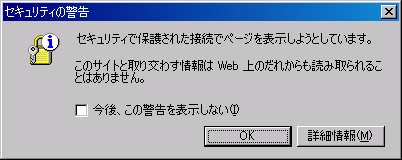 セキュリティの警告
セキュリティで保護された接続でページを表示しようとしています。
このサイトと取り交わす情報は Web 上のだれからも読み取られるこ
とはありません。
今後、この警告を表示しない(I)
OK
詳細情報(M)